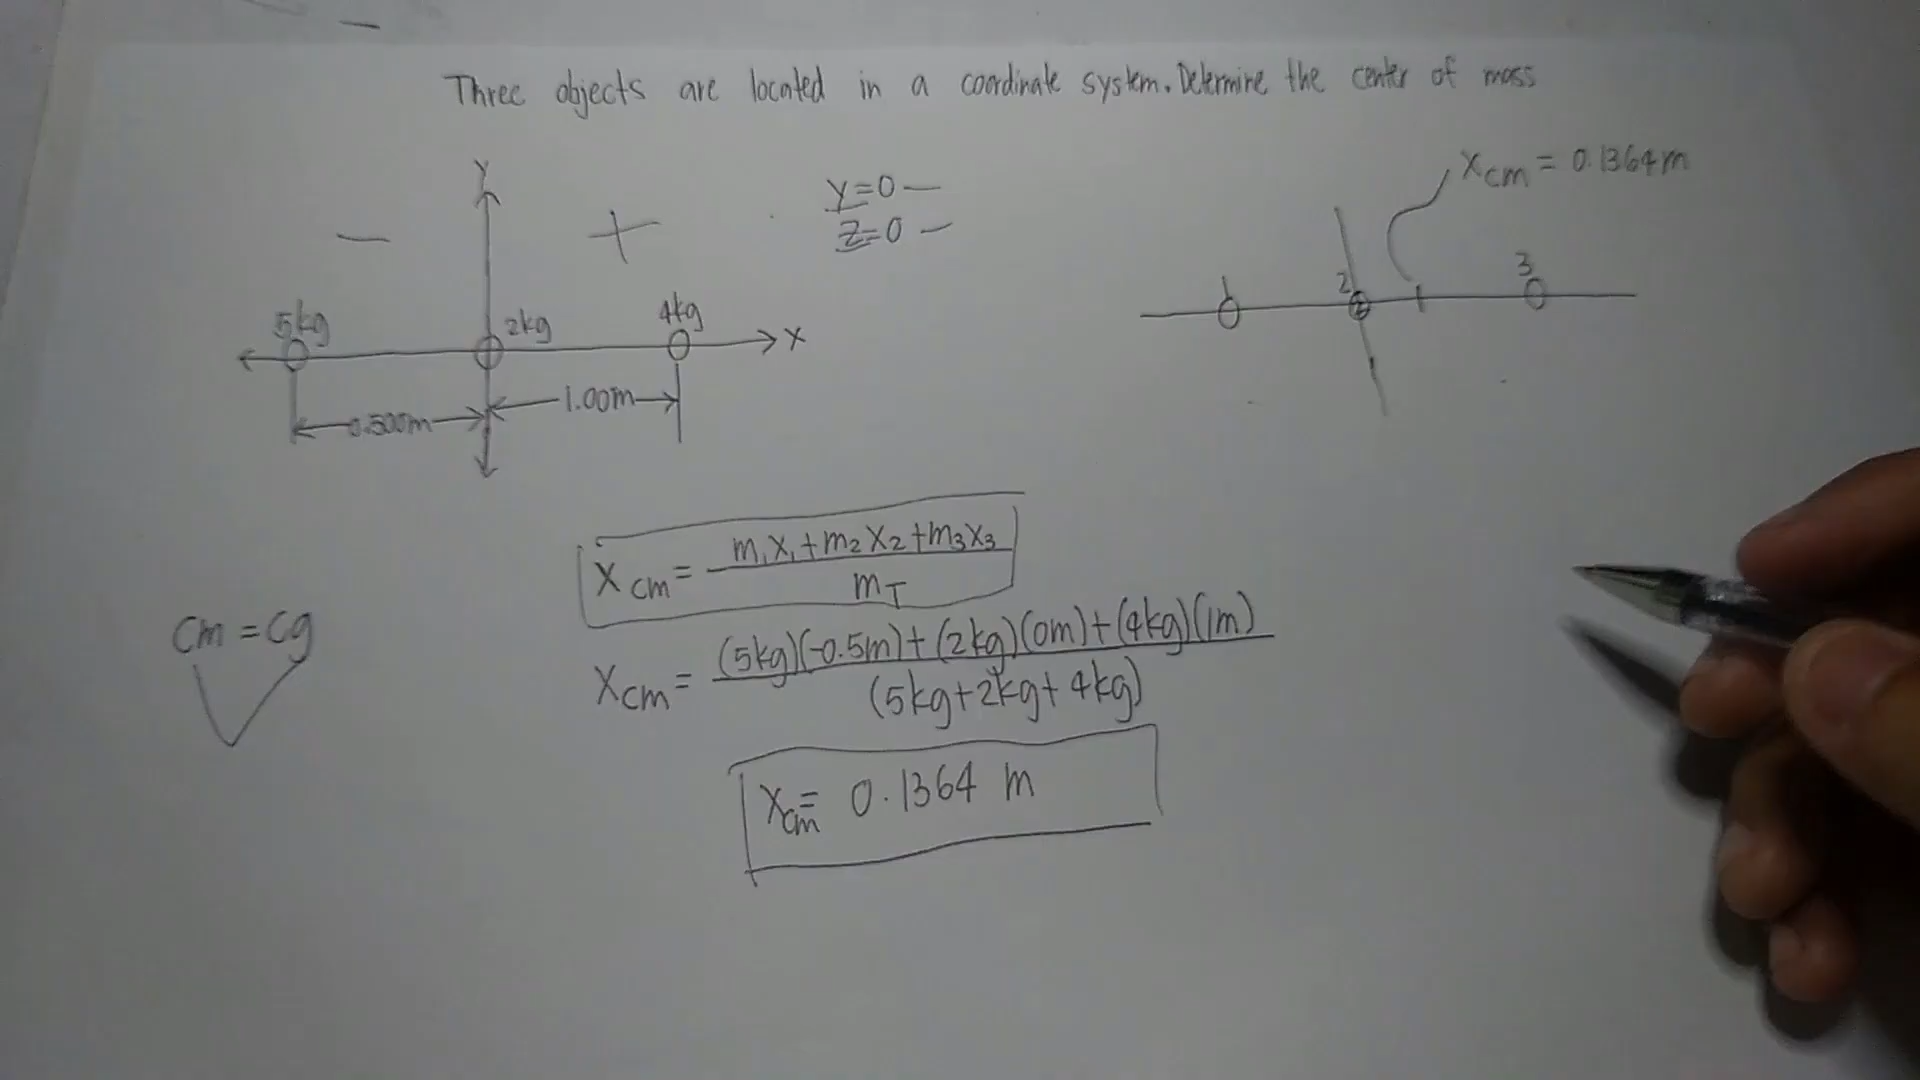 Three objects are located in a coordinate system. Determine the center of mass
Y
- +
5kg 2kg 4kg
X
0.500m 1.00m
y=0 -
z=0 -
Xcm = 0.1364m
1 2 3
Xcm = m₁x₁+m₂x₂+m₃x₃ / mT
Cm = Cg
Xcm = (5kg)(-0.5m)+(2kg)(0m)+(4kg)(1m) / (5kg+2kg+4kg)
Xcm = 0.1364 m